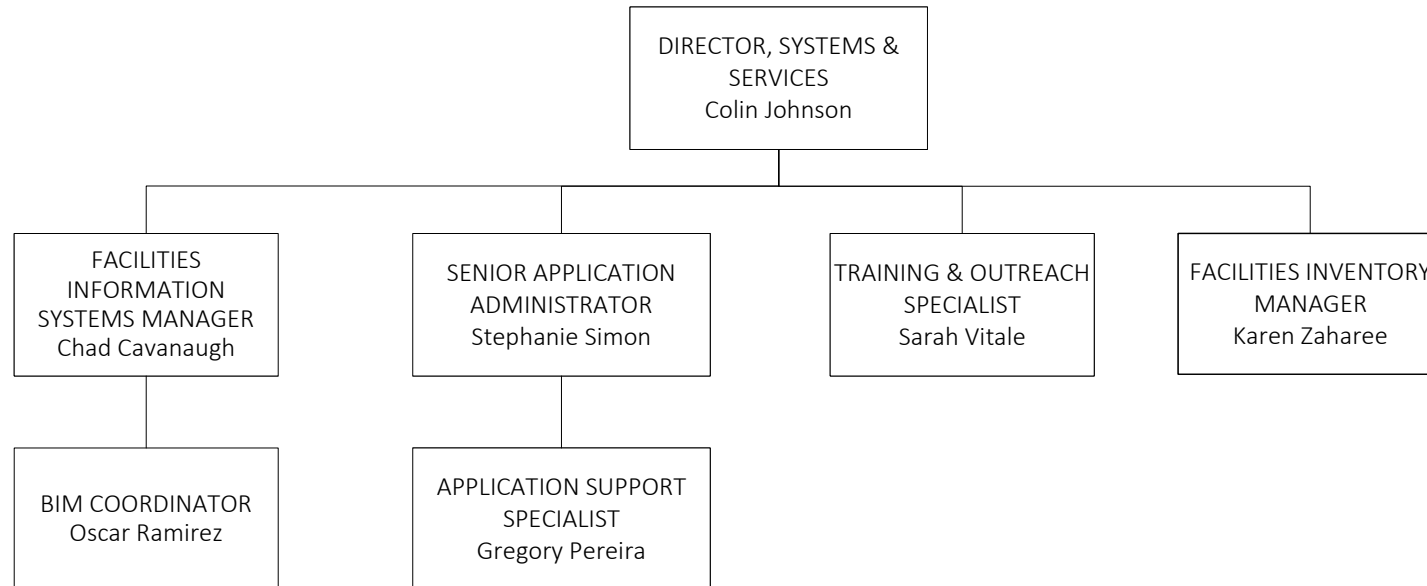 DIRECTOR, SYSTEMS &
SERVICES
Colin Johnson
FACILITIES
INFORMATION
SYSTEMS MANAGER
Chad Cavanaugh
SENIOR APPLICATION
ADMINISTRATOR
Stephanie Simon
TRAINING & OUTREACH
SPECIALIST
Sarah Vitale
FACILITIES INVENTORY
MANAGER
Karen Zaharee
BIM COORDINATOR
Oscar Ramirez
APPLICATION SUPPORT
SPECIALIST
Gregory Pereira